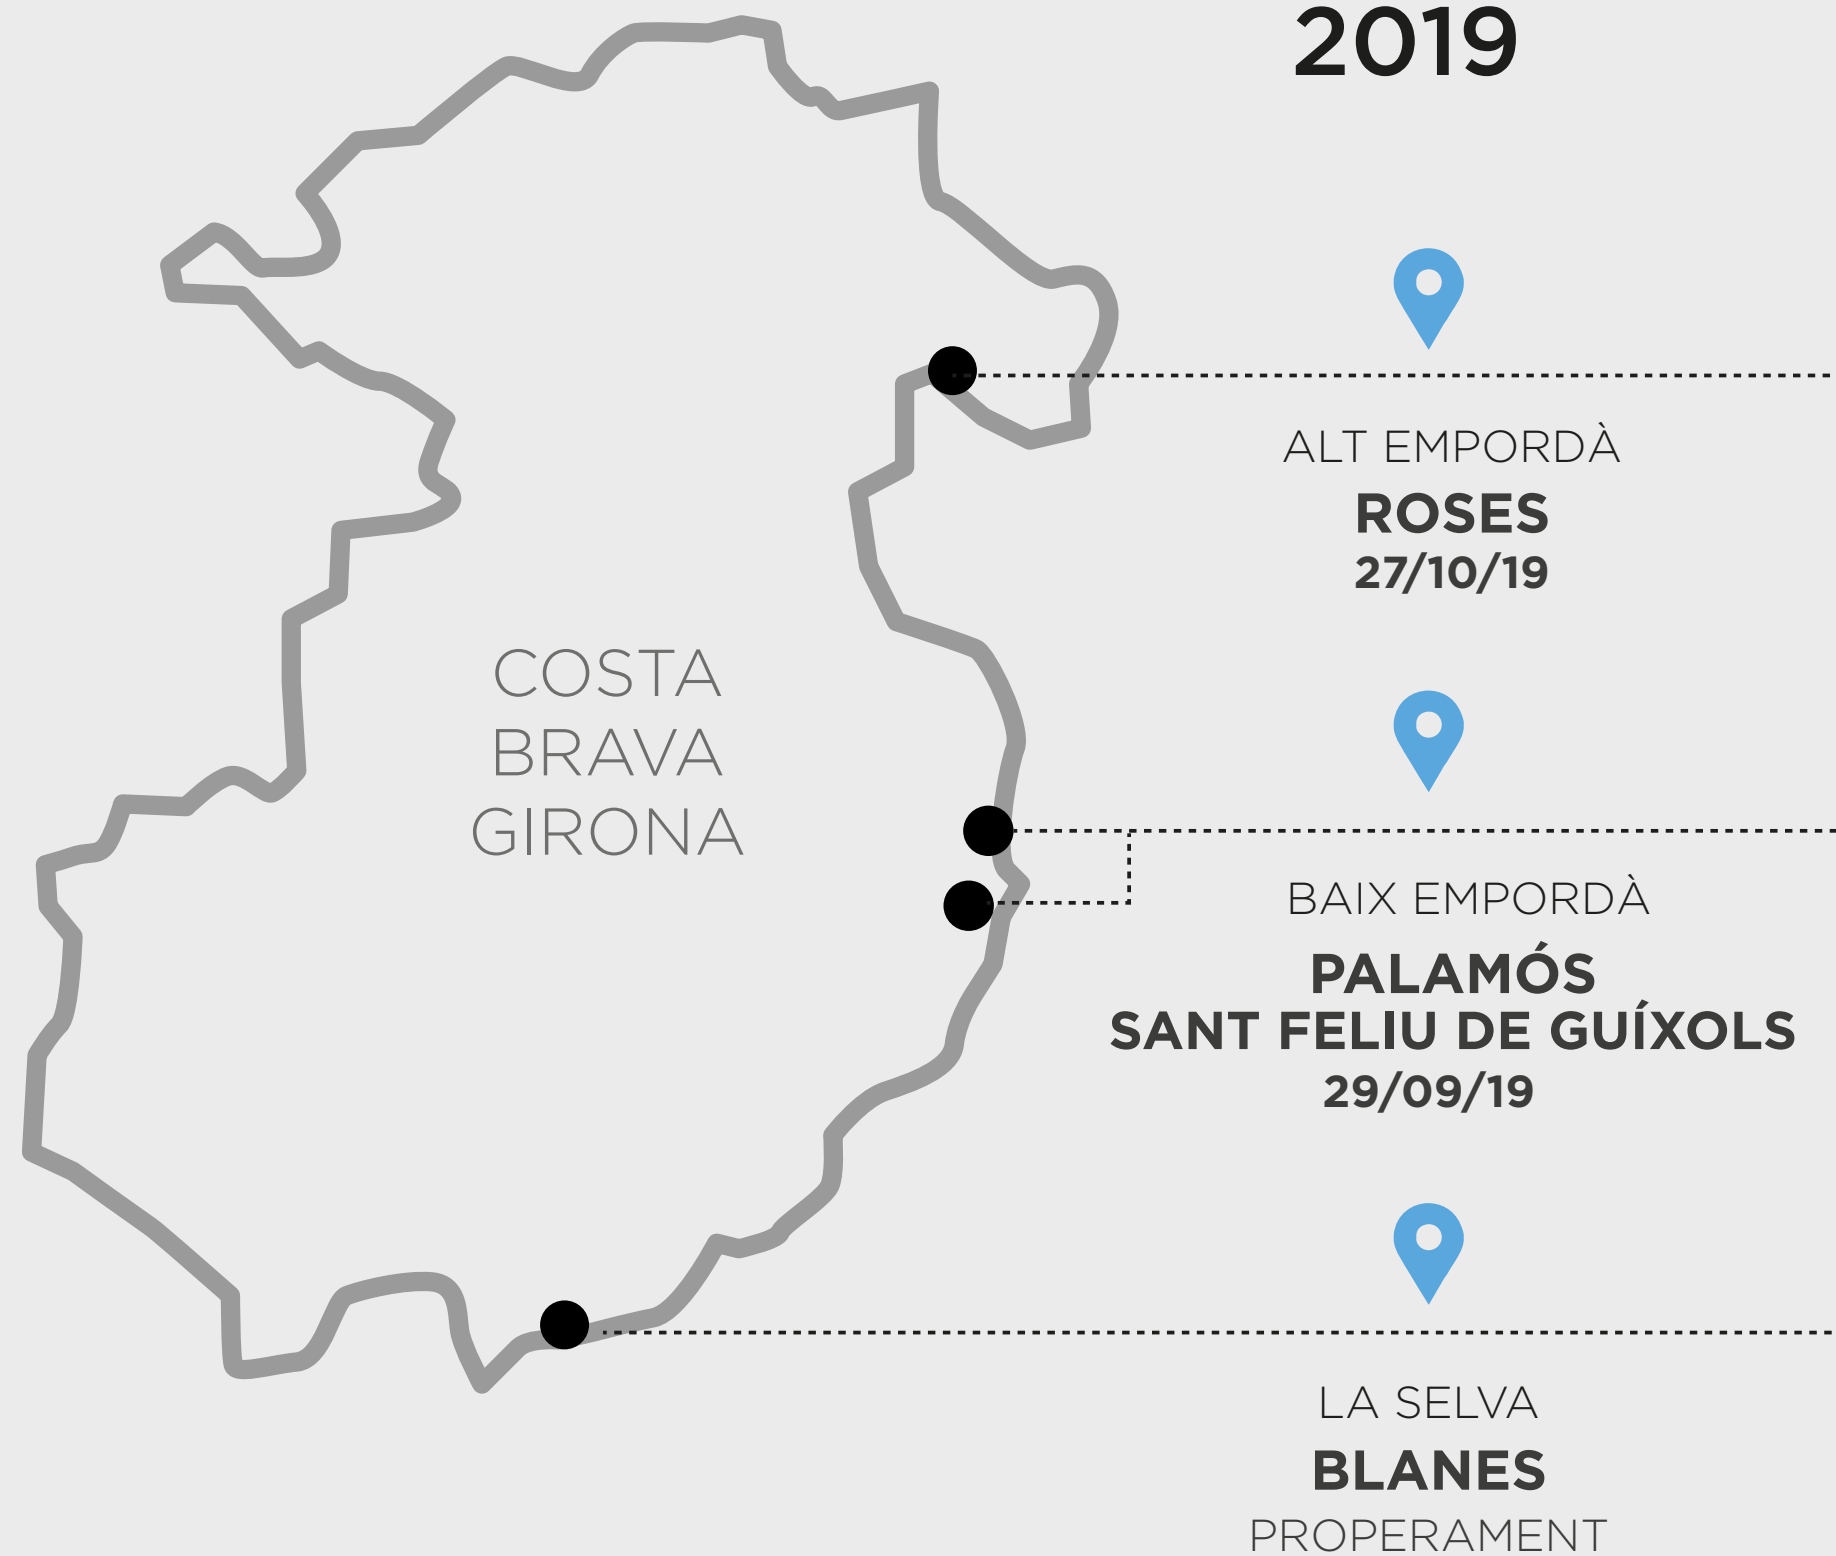 2019
COSTA
BRAVA
GIRONA
ALT EMPORDÀ
ROSES
27/10/19
BAIX EMPORDÀ
PALAMÓS
SANT FELIU DE GUÍXOLS
29/09/19
LA SELVA
BLANES
PROPERAMENT